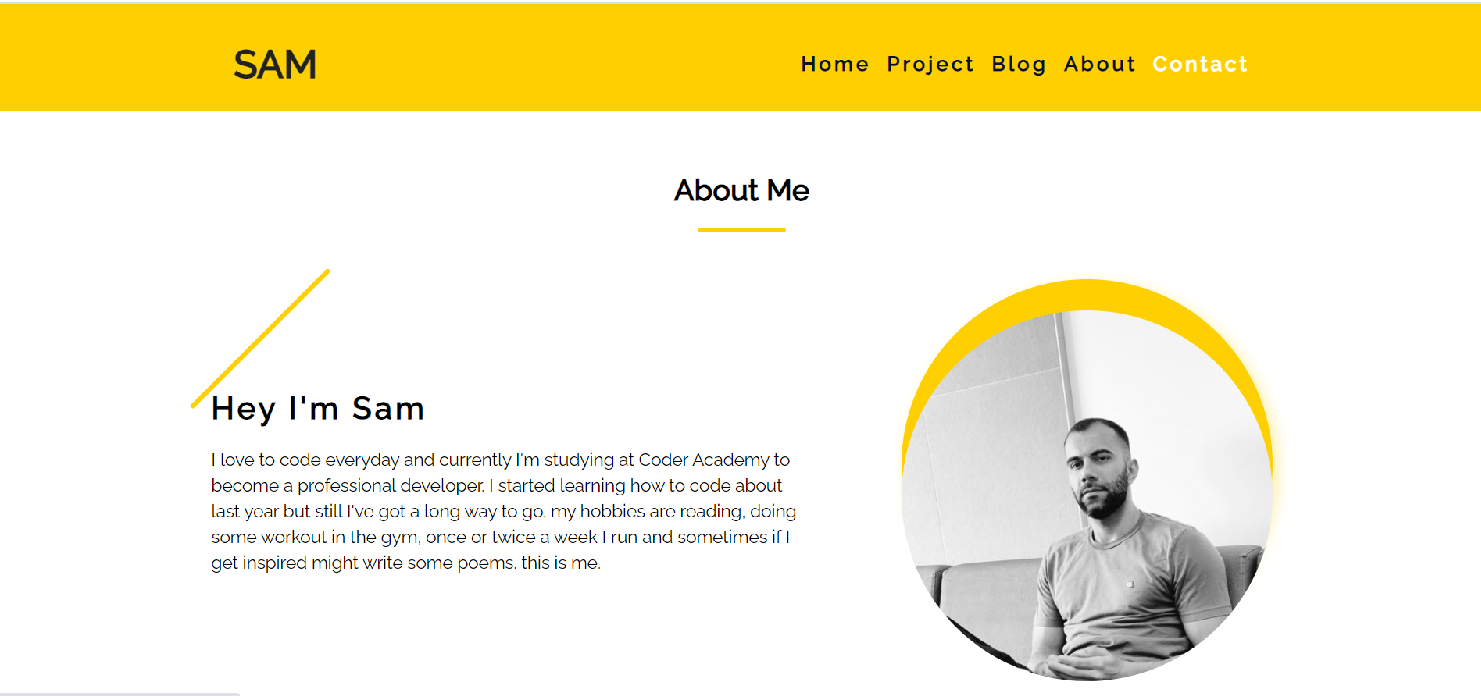 SAM
Home Project Blog About Contact
About Me
Hey I'm Sam
I love to code everyday and currently I'm studying at Coder Academy to
become a professional developer. I started learning how to code about
last year but still I've got a long way to go. my hobbies are reading, doing
some workout in the gym, once or twice a week I run and sometimes if I
get inspired might write some poems. this is me.